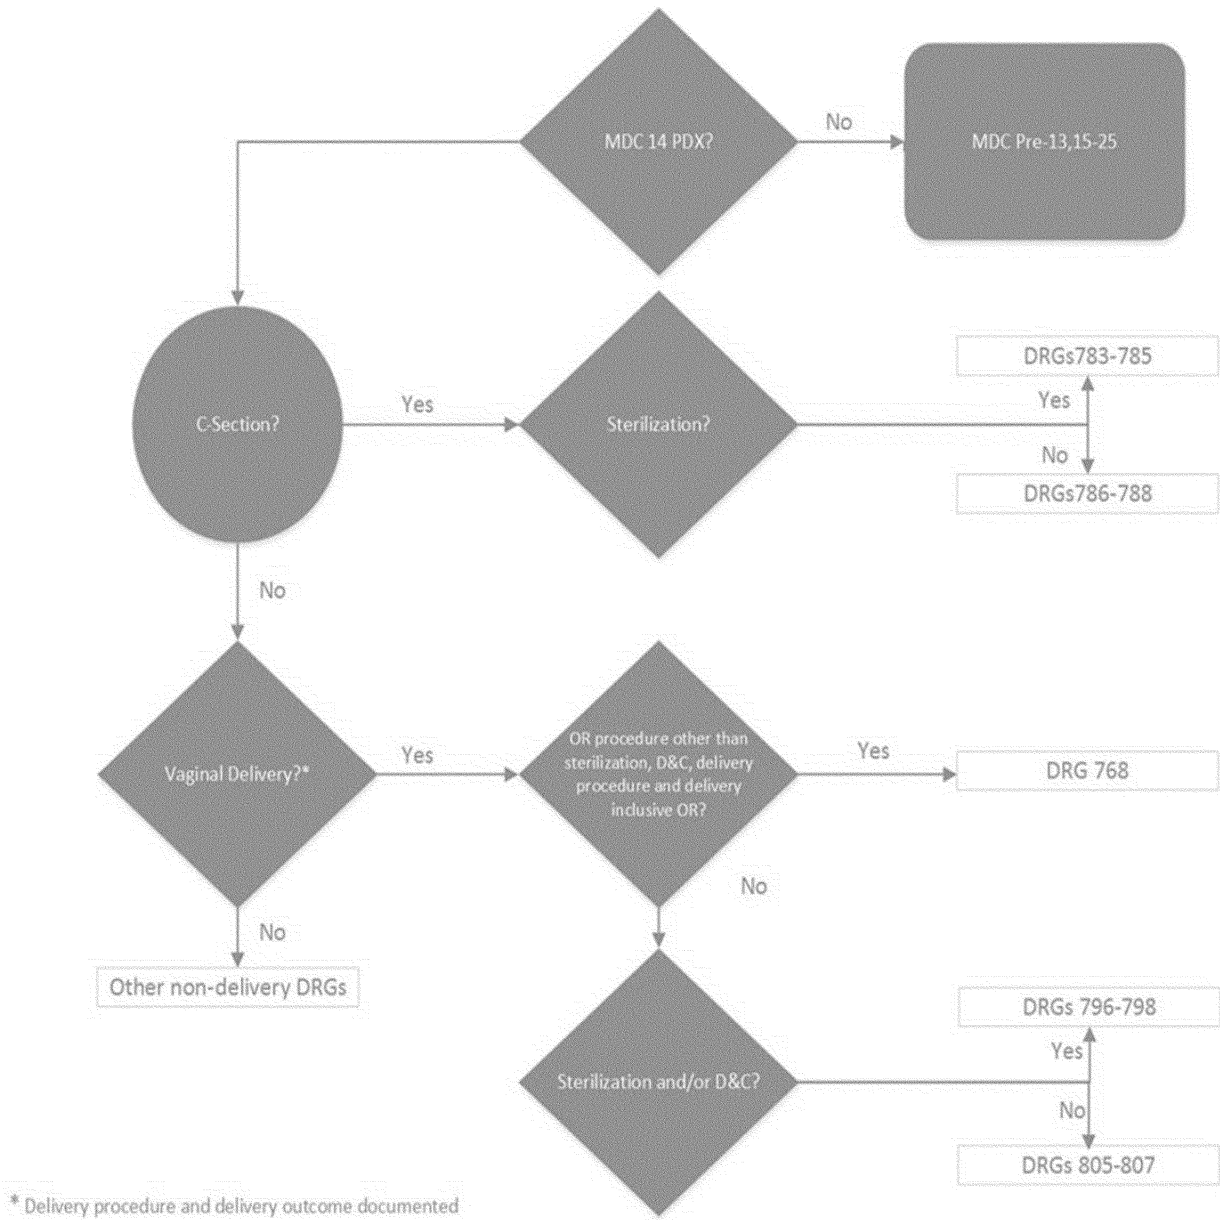 MDC 14 PDX?
No
MDC Pre-13,15-25
C-Section?
Yes
Sterilization?
DRGs783-785
Yes
No
DRGs786-788
No
Vaginal Delivery?*
Yes
OR procedure other than
sterilization, D&C, delivery
procedure and delivery
inclusive OR?
Yes
DRG 768
No
No
Other non-delivery DRGs
Sterilization and/or D&C?
DRGs 796-798
Yes
No
DRGs 805-807
* Delivery procedure and delivery outcome documented